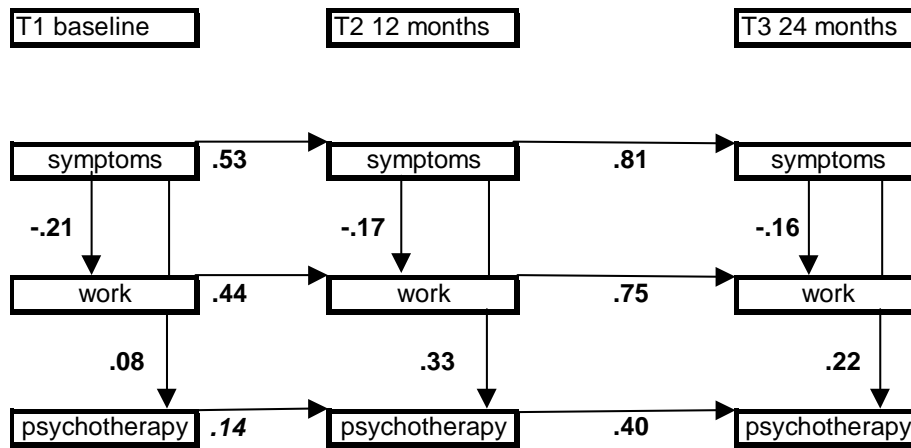 T1 baseline T2 12 months T3 24 months
symptoms .53 symptoms .81 symptoms
-.21 -.17 -.16
work .44 work .75 work
.08 .33 .22
psychotherapy .14 psychotherapy .40 psychotherapy